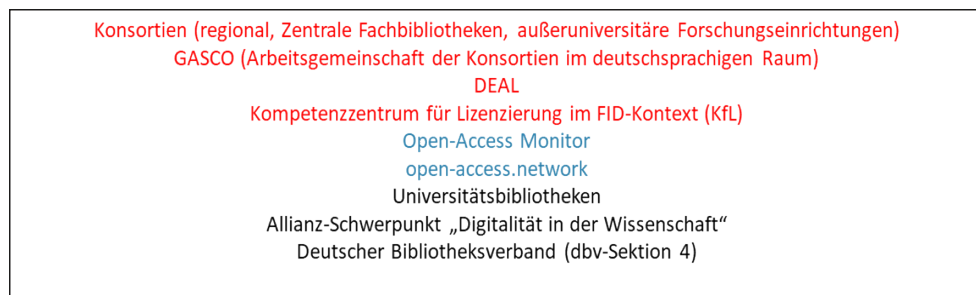 Konsortien (regional, Zentrale Fachbibliotheken, außeruniversitäre Forschungseinrichtungen)
GASCO (Arbeitsgemeinschaft der Konsortien im deutschsprachigen Raum)
DEAL
Kompetenzzentrum für Lizenzierung im FID-Kontext (KfL)
Open-Access Monitor
open-access.network
Universitätsbibliotheken
Allianz-Schwerpunkt „Digitalität in der Wissenschaft“
Deutscher Bibliotheksverband (dbv-Sektion 4)